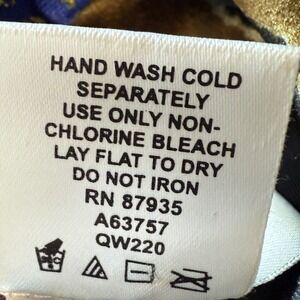 HAND WASH COLD
SEPARATELY
USE ONLY NON-
CHLORINE BLEACH
LAY FLAT TO DRY
DO NOT IRON
RN 87935
A63757
QW220